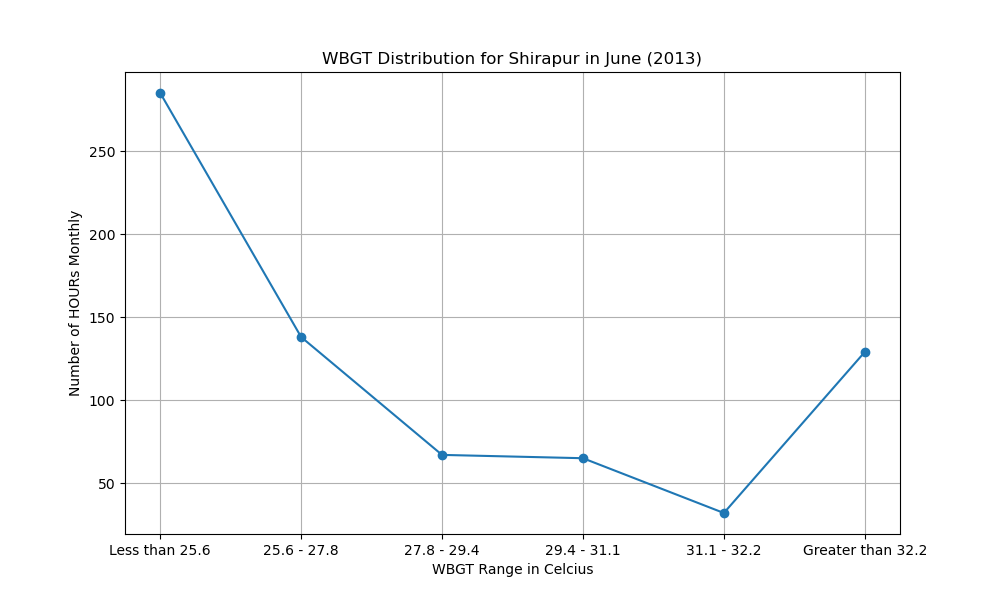 WBGT Distribution for Shirapur in June (2013)
Number of HOURs Monthly
250
200
150
100
50
Less than 25.6
25.6 - 27.8
27.8 - 29.4
29.4 - 31.1
31.1 - 32.2
Greater than 32.2
WBGT Range in Celcius